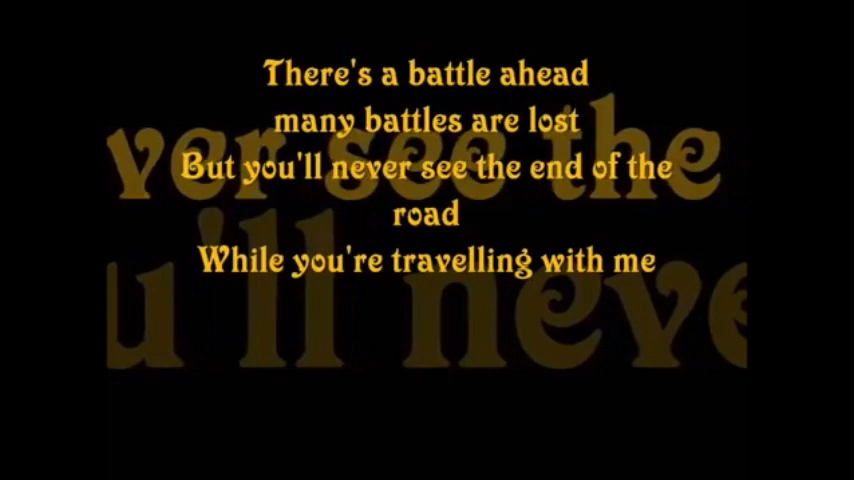 There's a battle ahead
many battles are lost
But you'll never see the end of the
road
While you're travelling with me
ver see the
u'll neve